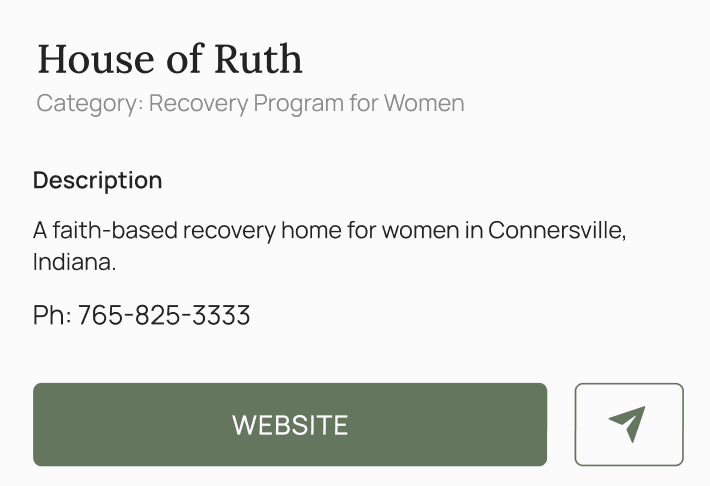 House of Ruth
Category: Recovery Program for Women
Description
A faith-based recovery home for women in Connersville,
Indiana.
Ph: 765-825-3333
WEBSITE